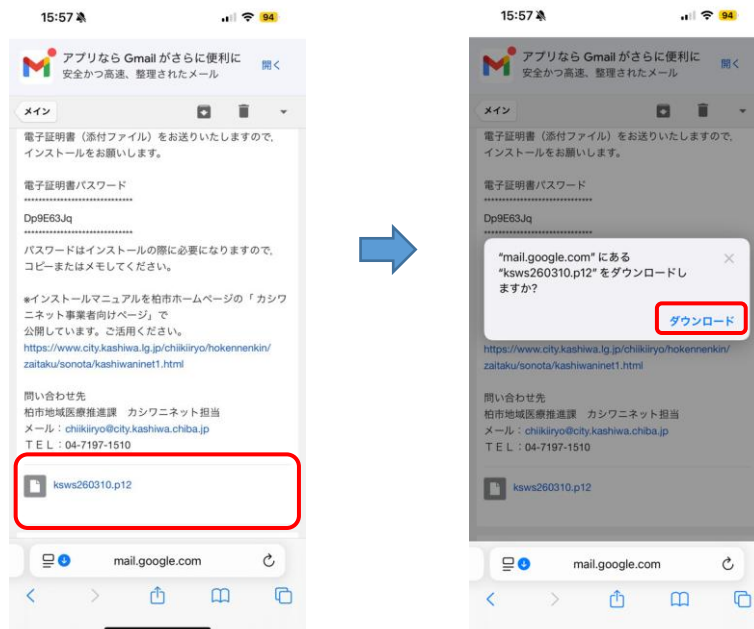 15:57
94
アプリなら Gmail がさらに便利に
安全かつ高速、整理されたメール
開く
メイン
電子証明書（添付ファイル）をお送りいたしますので、
インストールをお願いします。
電子証明書パスワード
******************************
Dp9E63Jq
******************************
パスワードはインストールの際に必要になりますので、
コピーまたはメモしてください。
※インストールマニュアルを柏市ホームページの「 カシワ
ニネット事業者向けページ」で
公開しています。ご活用ください。
https://www.city.kashiwa.lg.jp/chiikiiryo/hokennenkin/
zaitaku/sonota/kashiwaninet1.html
問い合わせ先
柏市地域医療推進課　カシワニネット担当
メール：chiikiiryo@city.kashiwa.chiba.jp
ＴＥＬ：04-7197-1510
ksws260310.p12
mail.google.com
15:57
94
アプリなら Gmail がさらに便利に
安全かつ高速、整理されたメール
開く
メイン
電子証明書（添付ファイル）をお送りいたしますので、
インストールをお願いします。
電子証明書パスワード
******************************
Dp9E63Jq
"mail.google.com" にある
"ksws260310.p12" をダウンロードし
ますか?
ダウンロード
https://www.city.kashiwa.lg.jp/chiikiiryo/hokennenkin/
zaitaku/sonota/kashiwaninet1.html
問い合わせ先
柏市地域医療推進課　カシワニネット担当
メール：chiikiiryo@city.kashiwa.chiba.jp
ＴＥＬ：04-7197-1510
ksws260310.p12
mail.google.com